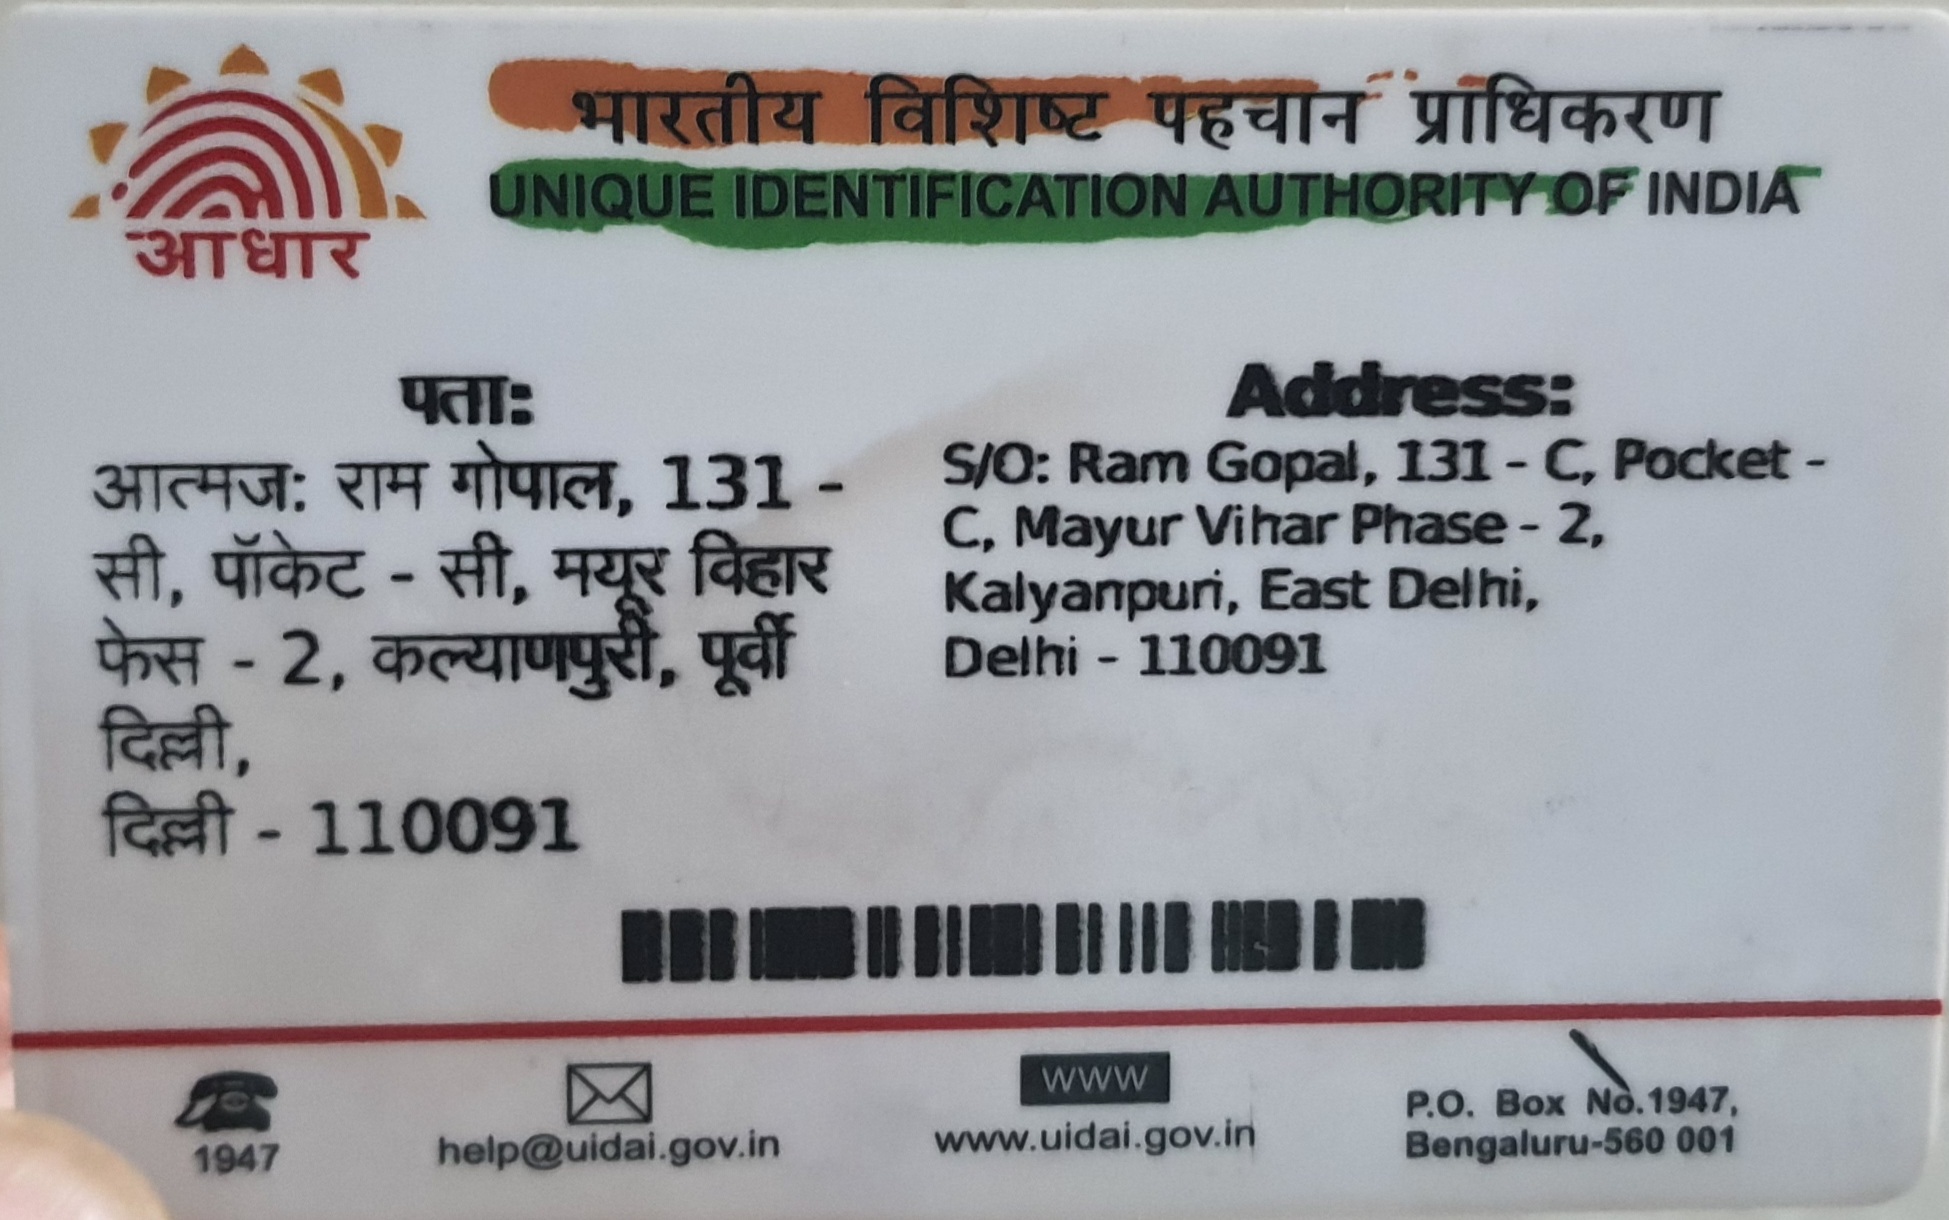 भारतीय विशिष्ट पहचान प्राधिकरण
UNIQUE IDENTIFICATION AUTHORITY OF INDIA
आधार
पताः
आत्मज: राम गोपाल, 131 -
सी, पॉकेट - सी, मयूर विहार
फेस - 2, कल्याणपुरी, पूर्वी
दिल्ली,
दिल्ली - 110091
Address:
S/O: Ram Gopal, 131 - C, Pocket -
C, Mayur Vihar Phase - 2,
Kalyanpuri, East Delhi,
Delhi - 110091
1947
help@uidai.gov.in
WWW
www.uidai.gov.in
P.O. Box No.1947,
Bengaluru-560 001